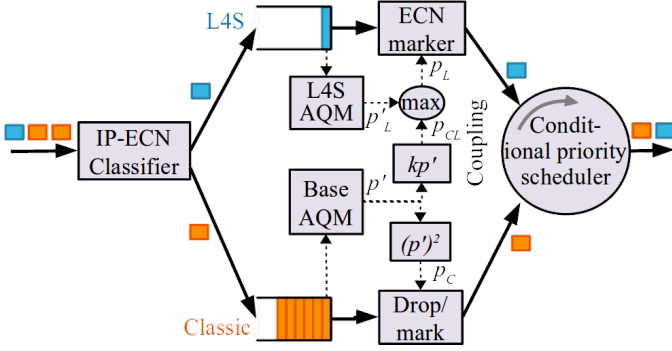 L4S
ECN
marker
p_L
L4S
AQM
p'_L
max
p_CL
Coupling
IP-ECN
Classifier
Condit-
ional priority
scheduler
kp'
Base
AQM
p'
(p')²
p_C
Classic
Drop/
mark